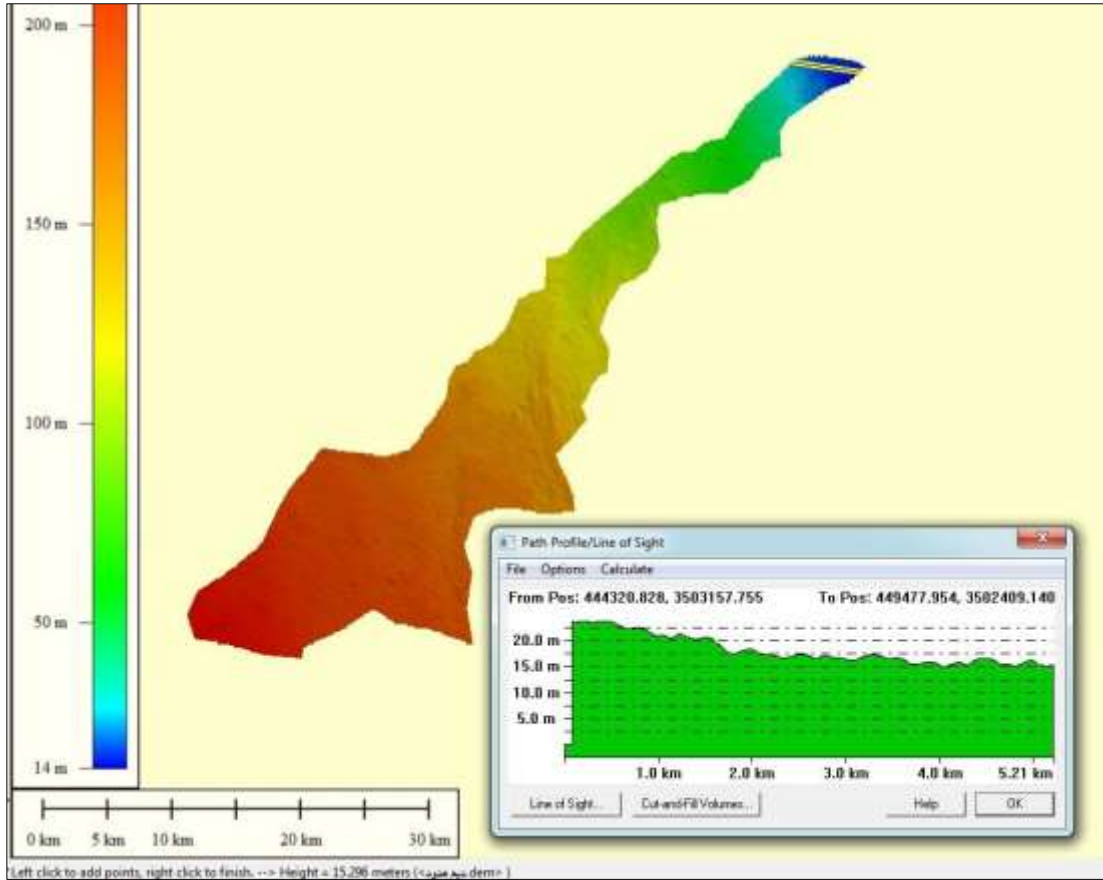 200 m
150 m
100 m
50 m
14 m
0 km 5 km 10 km 20 km 30 km
Path Profile/Line of Sight
File Options Calculate
From Pos: 444320.828, 3503157.755 To Pos: 449477.954, 3502409.140
20.0 m
15.0 m
10.0 m
5.0 m
1.0 km 2.0 km 3.0 km 4.0 km 5.21 km
Line of Sight... Cut-and-Fill Volumes... Help OK
Left click to add points, right click to finish. --> Height = 15.296 meters ( dem> )